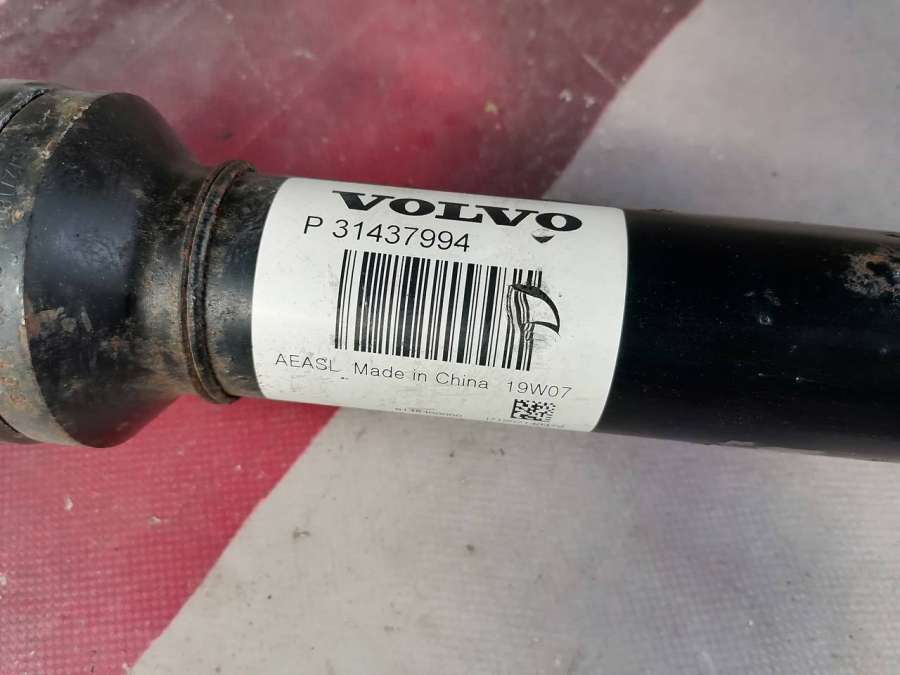 VOLVO
P 31437994
AEASL Made in China 19W07